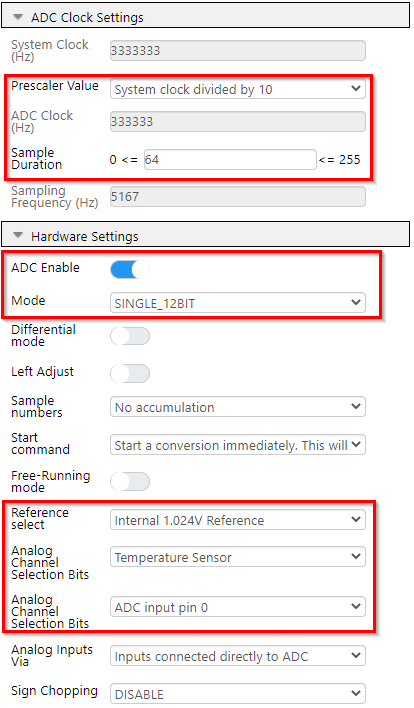 ADC Clock Settings
System Clock
(Hz)
3333333
Prescaler Value
System clock divided by 10
ADC Clock
(Hz)
333333
Sample
Duration
0 <= 64 <= 255
Sampling
Frequency (Hz)
5167
Hardware Settings
ADC Enable
Mode
SINGLE_12BIT
Differential
mode
Left Adjust
Sample
numbers
No accumulation
Start
command
Start a conversion immediately. This will
Free-Running
mode
Reference
select
Internal 1.024V Reference
Analog
Channel
Selection Bits
Temperature Sensor
Analog
Channel
Selection Bits
ADC input pin 0
Analog Inputs
Via
Inputs connected directly to ADC
Sign Chopping
DISABLE